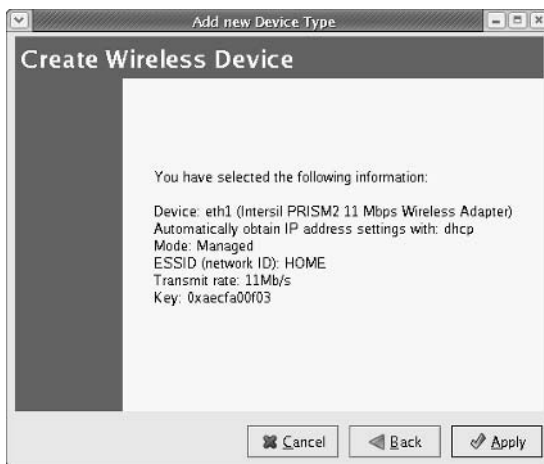 Add new Device Type
Create Wireless Device
You have selected the following information:
Device: eth1 (Intersil PRISM2 11 Mbps Wireless Adapter)
Automatically obtain IP address settings with: dhcp
Mode: Managed
ESSID (network ID): HOME
Transmit rate: 11Mb/s
Key: 0xaecfa00f03
Cancel Back Apply